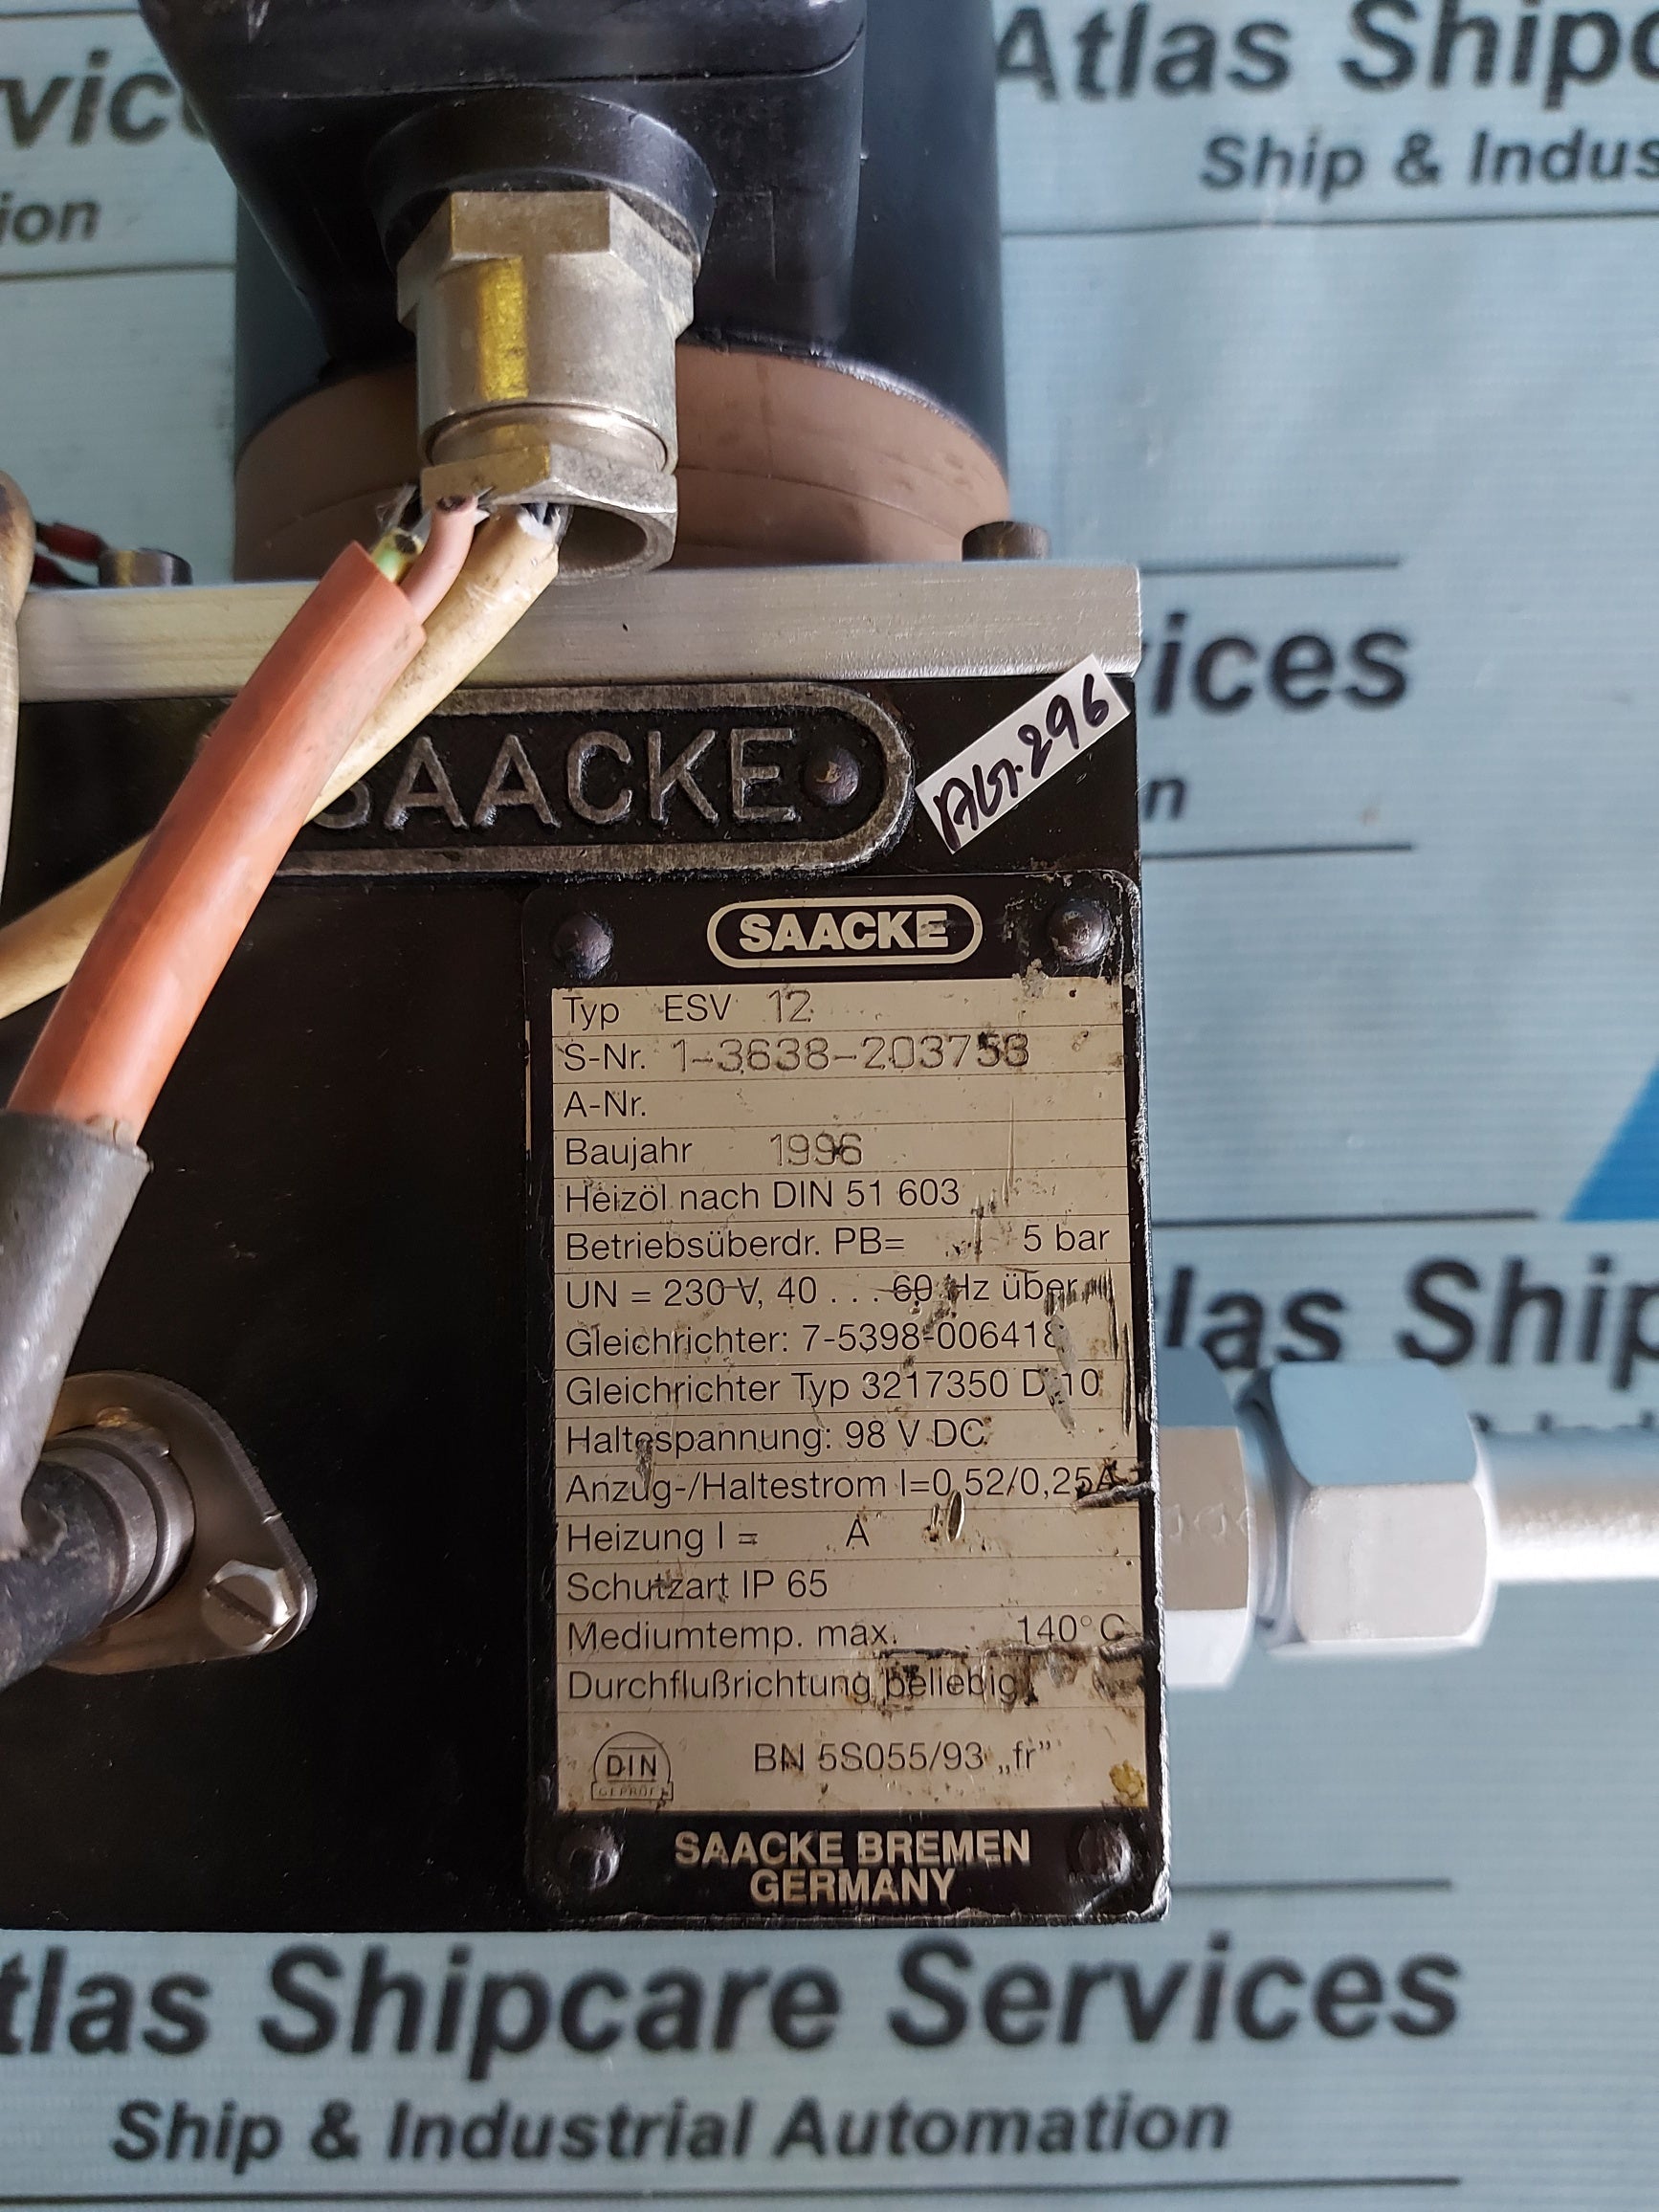 Atlas Shipc
Ship & Indus
vic
ion
ices
n
SAACKE
296
SAACKE
Typ ESV 12
S-Nr. 1-3638-203753
A-Nr.
Baujahr 1996
Heizöl nach DIN 51 603
Betriebsüberdr. PB= 5 bar
UN = 230 V, 40 . . . 60 Hz über
Gleichrichter: 7-5398-006418
Gleichrichter Typ 3217350 D 10
Haltespannung: 98 V DC
Anzug-/Haltestrom I=0,52/0,25A
Heizung I = A
Schutzart IP 65
Mediumtemp. max. 140° C
Durchflußrichtung beliebig
DIN
GEPRÜFT
BN 5S055/93 „fr”
SAACKE BREMEN
GERMANY
las Ship
tlas Shipcare Services
Ship & Industrial Automation